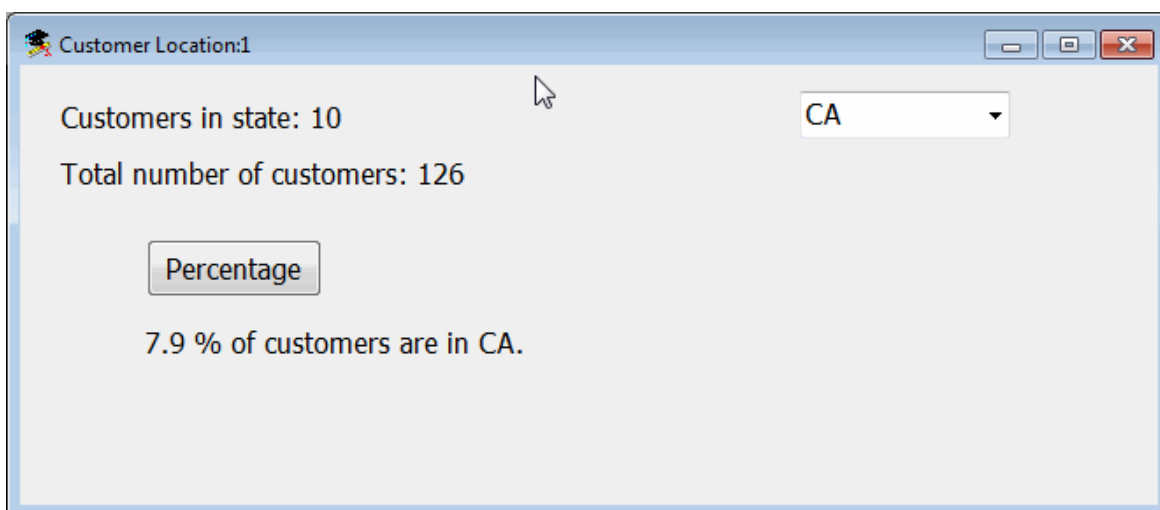 Customer Location:1
Customers in state: 10
CA
Total number of customers: 126
Percentage
7.9 % of customers are in CA.